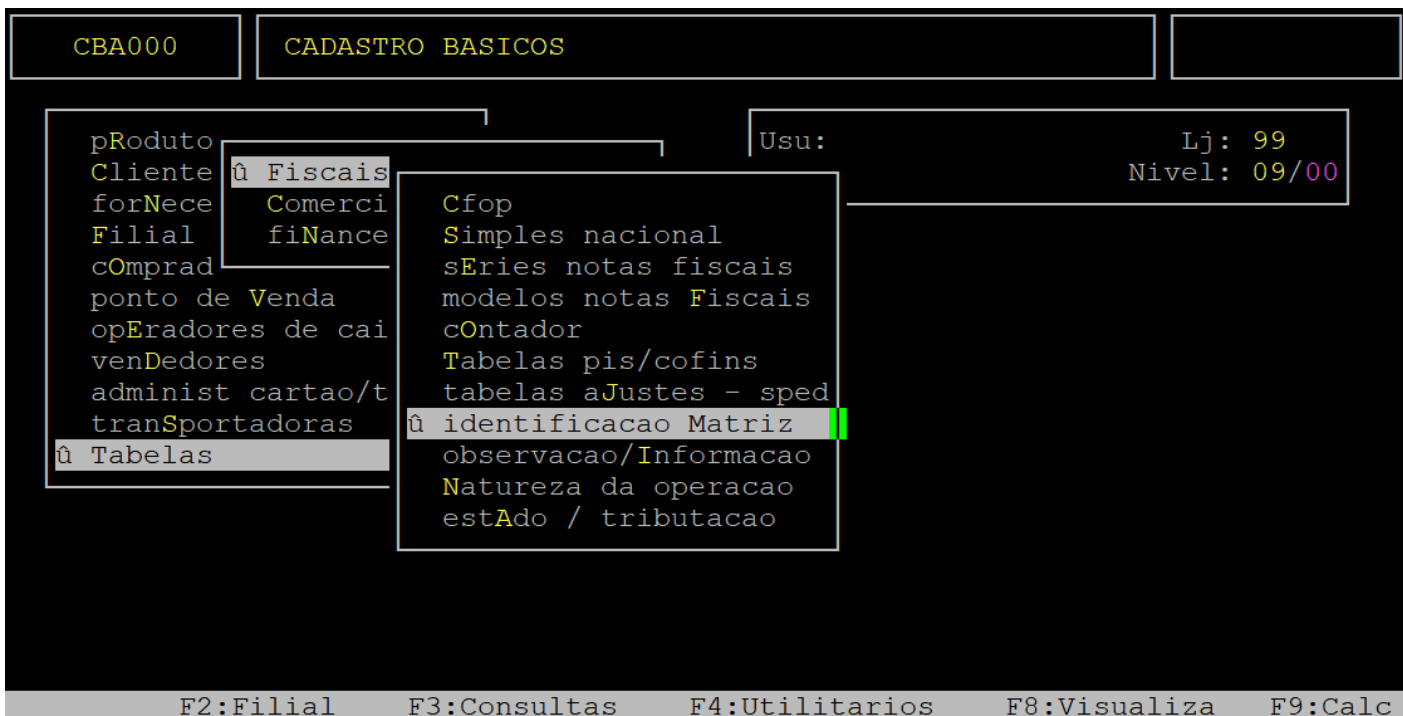 CBA000 CADASTRO BASICOS
Usu: Lj: 99
Nivel: 09/00
pRoduto
Cliente
forNece
Filial
cOmprad
ponto de Venda
opEradores de cai
venDedores
administ cartao/t
tranSportadoras
û Tabelas
û Fiscais
Comerci
fiNance
Cfop
Simples nacional
sEries notas fiscais
modelos notas Fiscais
cOntador
Tabelas pis/cofins
tabelas aJustes - sped
û identificacao Matriz
observacao/Informacao
Natureza da operacao
estAdo / tributacao
F2:Filial F3:Consultas F4:Utilitarios F8:Visualiza F9:Calc